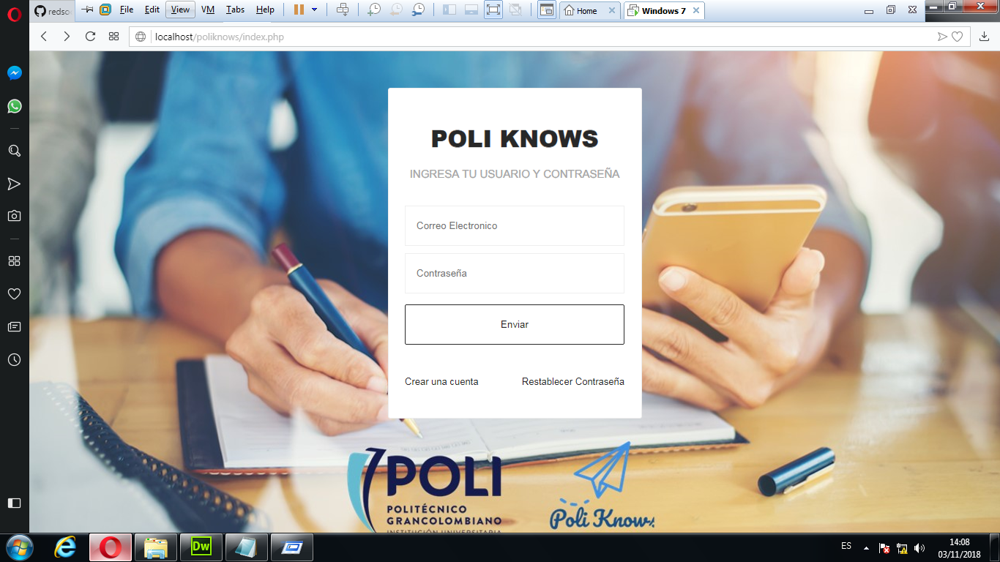 redso
File Edit View VM Tabs Help
Home
Windows 7
localhost/poliknows/index.php
POLI KNOWS
INGRESA TU USUARIO Y CONTRASEÑA
Correo Electronico
Contraseña
Enviar
Crear una cuenta Restablecer Contraseña
POLI
POLITÉCNICO
GRANCOLOMBIANO
INSTITUCIÓN UNIVERSITARIA
Poli Knows
Dw
ES
14:08
03/11/2018